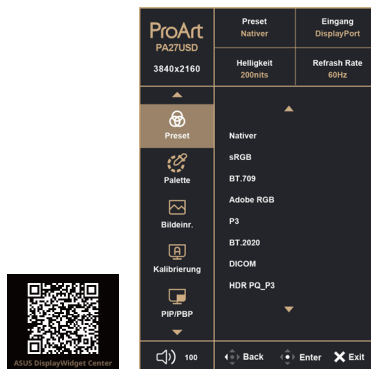 ProArt
PA27USD
3840x2160
Preset
Nativer
Eingang
DisplayPort
Helligkeit
200nits
Refresh Rate
60Hz
Preset
Palette
Bildeinr.
Kalibrierung
PIP/PBP
Nativer
sRGB
BT.709
Adobe RGB
P3
BT.2020
DICOM
HDR PQ_P3
100
Back
Enter
Exit
ASUS DisplayWidget Center